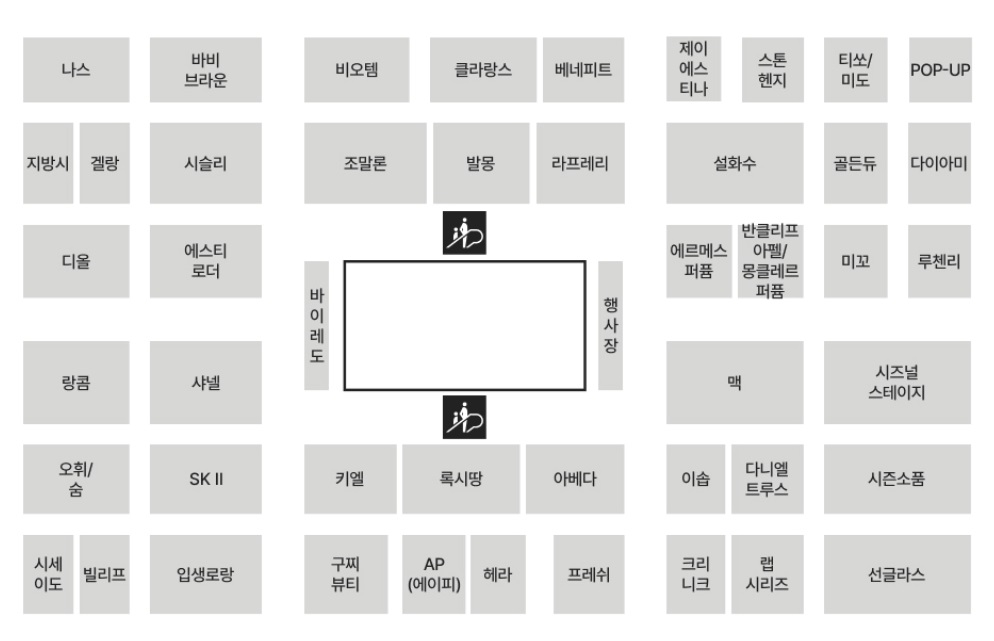 나스
바비
브라운
비오템
클라랑스
베네피트
제이
에스
티나
스톤
헨지
티쏘/
미도
POP-UP
지방시
겔랑
시슬리
조말론
발몽
라프레리
설화수
골든듀
다이아미
디올
에스티
로더
에르메스
퍼퓸
반클리프
아펠/
몽클레르
퍼퓸
미꼬
루첸리
바
이
레
도
행
사
장
랑콤
샤넬
맥
시즈널
스테이지
오휘/
숨
SK II
키엘
록시땅
아베다
이솝
다니엘
트루스
시즌소품
시세
이도
빌리프
입생로랑
구찌
뷰티
AP
(에이피)
헤라
프레쉬
크리
니크
랩
시리즈
선글라스